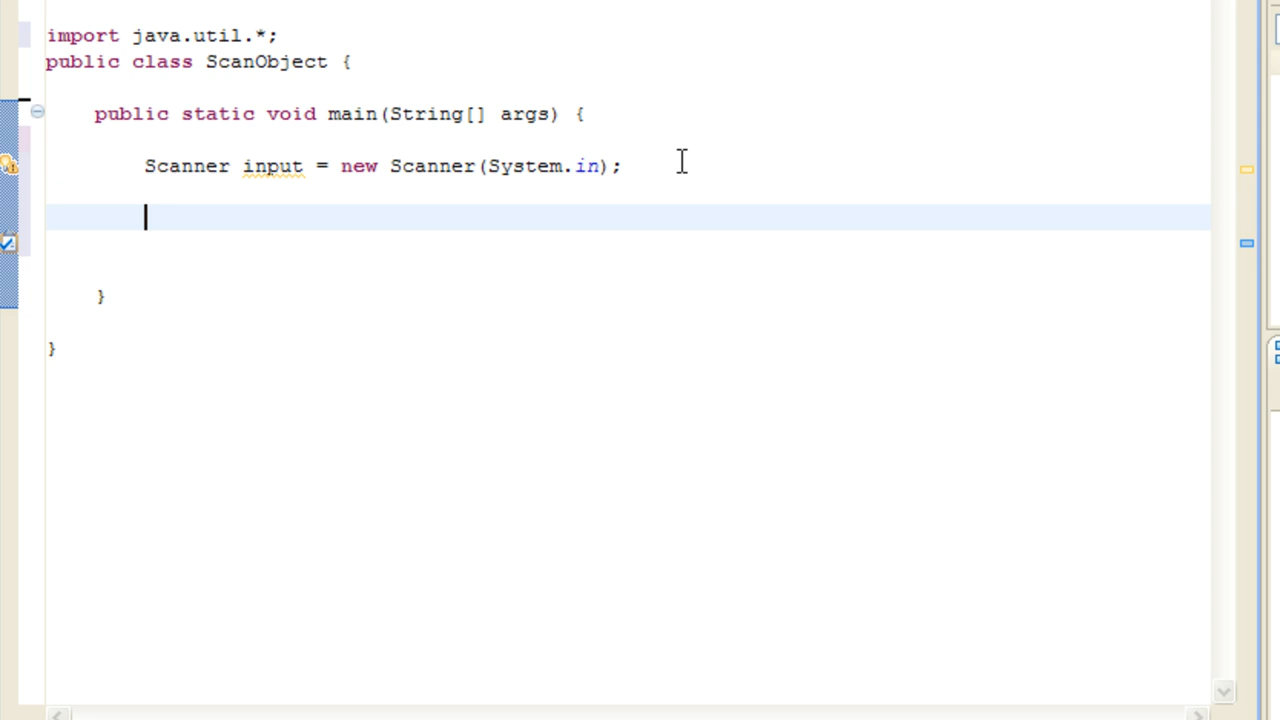 import java.util.*;
public class ScanObject {
public static void main(String[] args) {
Scanner input = new Scanner(System.in);
}
}